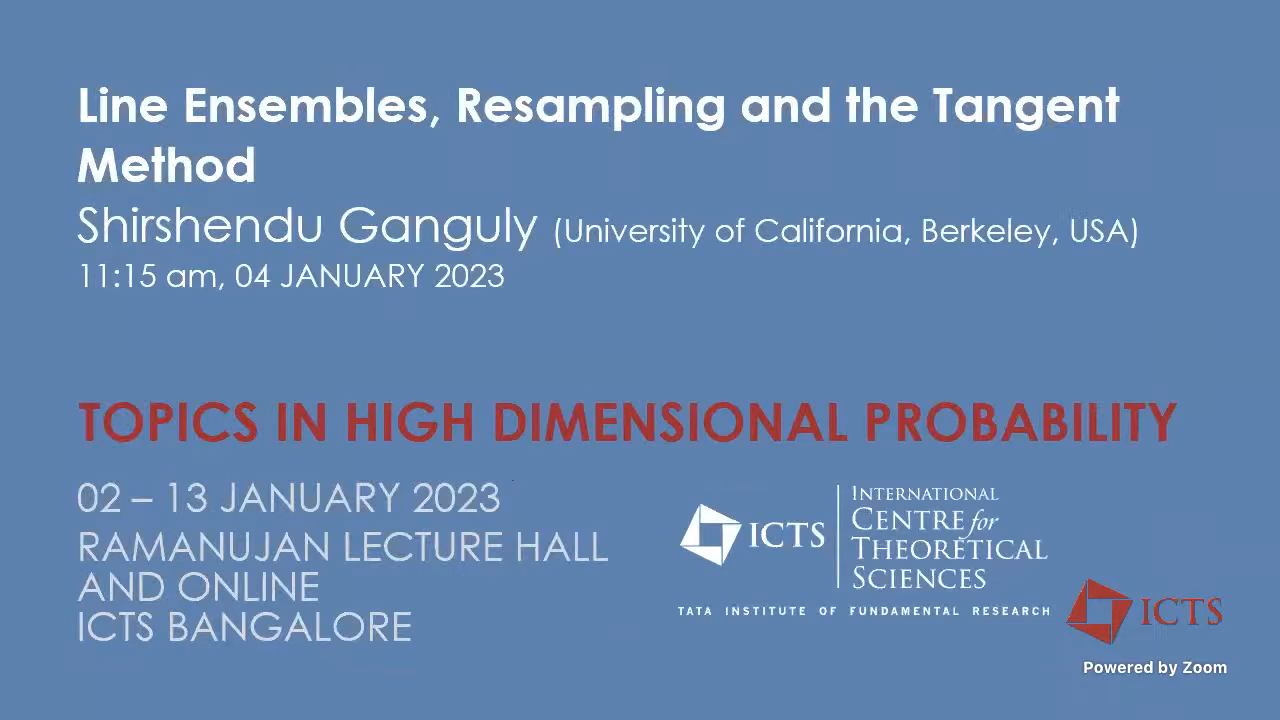 Line Ensembles, Resampling and the Tangent
Method
Shirshendu Ganguly (University of California, Berkeley, USA)
11:15 am, 04 JANUARY 2023
TOPICS IN HIGH DIMENSIONAL PROBABILITY
02 – 13 JANUARY 2023
RAMANUJAN LECTURE HALL
AND ONLINE
ICTS BANGALORE
ICTS
INTERNATIONAL
CENTRE for
THEORETICAL
SCIENCES
TATA INSTITUTE OF FUNDAMENTAL RESEARCH
ICTS
Powered by Zoom